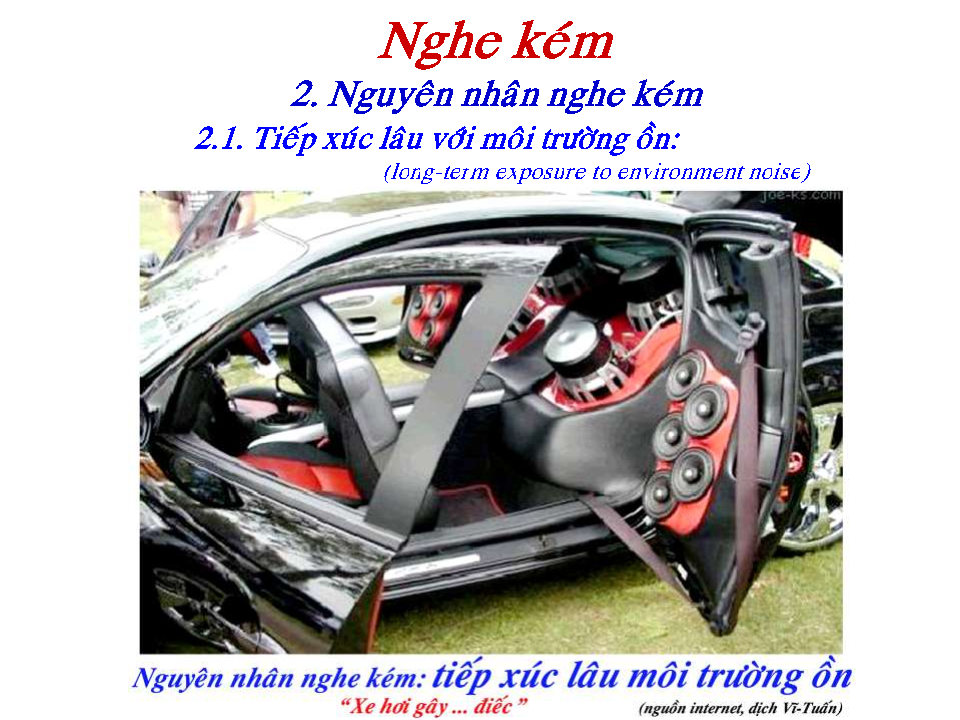 Nghe kém
2. Nguyên nhân nghe kém
2.1. Tiếp xúc lâu với môi trường ồn:
(long-term exposure to environment noise)
joe-ks.com
Nguyên nhân nghe kém: tiếp xúc lâu môi trường ồn
“Xe hơi gây ... điếc”
(nguồn internet, dịch Vĩ-Tuấn)